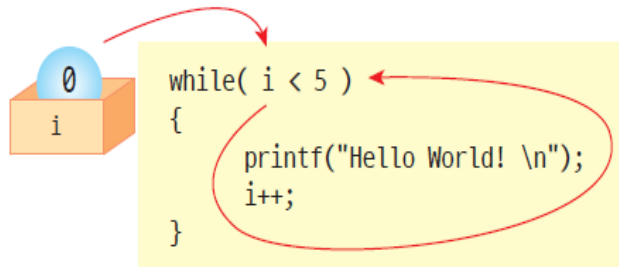 0
i
while( i < 5 )
{
printf("Hello World! \n");
i++;
}